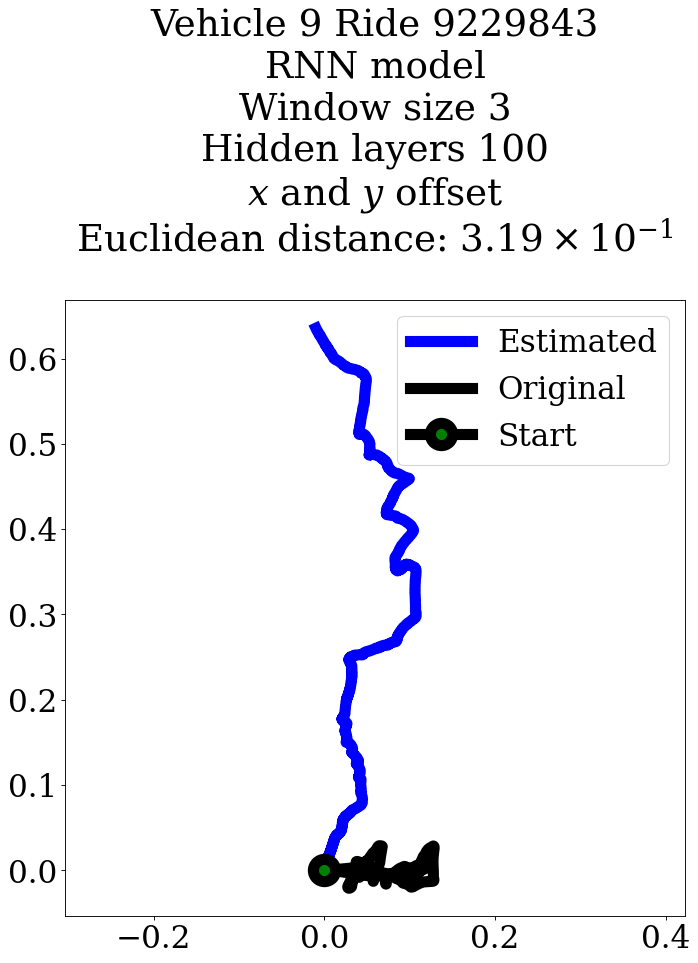 Vehicle 9 Ride 9229843
RNN model
Window size 3
Hidden layers 100
x and y offset
Euclidean distance: 3.19 × 10⁻¹
Estimated
Original
Start
0.6
0.5
0.4
0.3
0.2
0.1
0.0
−0.2 0.0 0.2 0.4